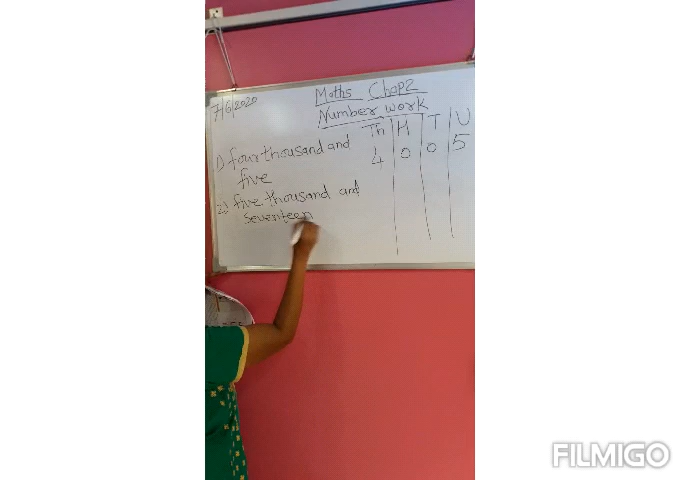 7/6/2020
Maths Chap2
Number work
Th H T U
1) four thousand and
five
4 0 0 5
2) five thousand and
Seventeen
FILMIGO